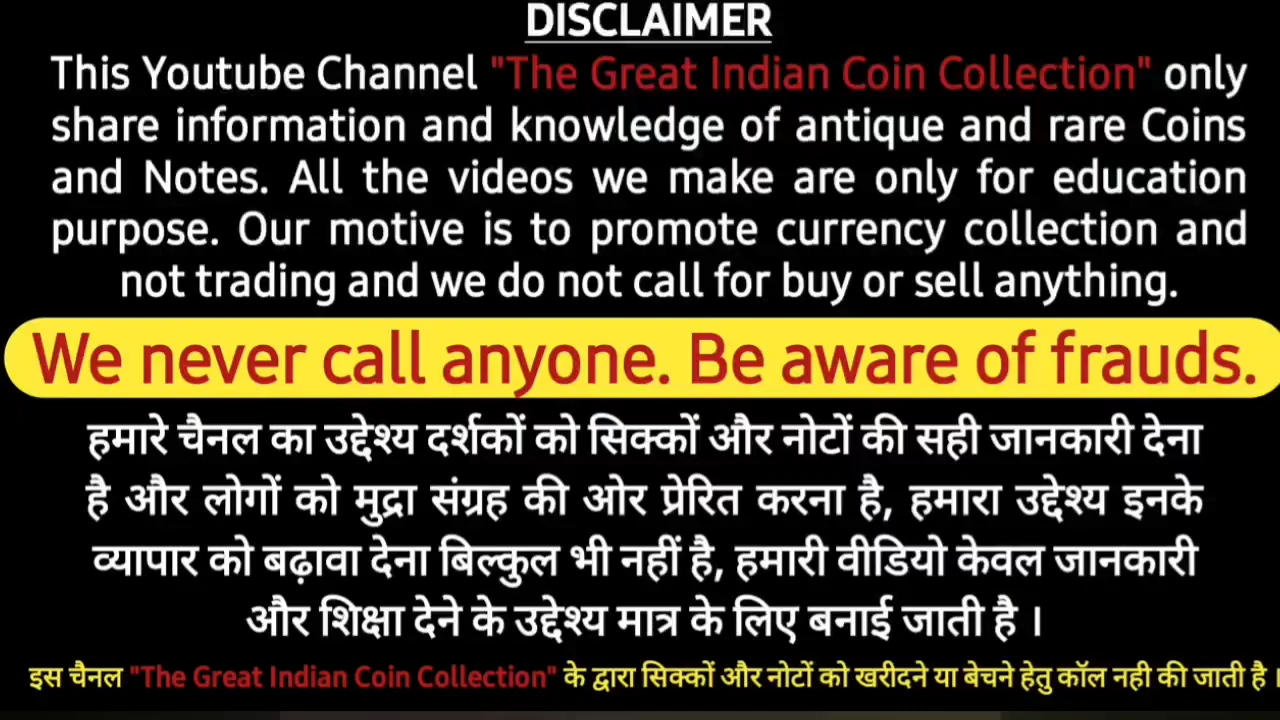 DISCLAIMER
This Youtube Channel "The Great Indian Coin Collection" only
share information and knowledge of antique and rare Coins
and Notes. All the videos we make are only for education
purpose. Our motive is to promote currency collection and
not trading and we do not call for buy or sell anything.
We never call anyone. Be aware of frauds.
हमारे चैनल का उद्देश्य दर्शकों को सिक्कों और नोटों की सही जानकारी देना
है और लोगों को मुद्रा संग्रह की ओर प्रेरित करना है, हमारा उद्देश्य इनके
व्यापार को बढ़ावा देना बिल्कुल भी नहीं है, हमारी वीडियो केवल जानकारी
और शिक्षा देने के उद्देश्य मात्र के लिए बनाई जाती है ।
इस चैनल "The Great Indian Coin Collection" के द्वारा सिक्कों और नोटों को खरीदने या बेचने हेतु कॉल नही की जाती है ।